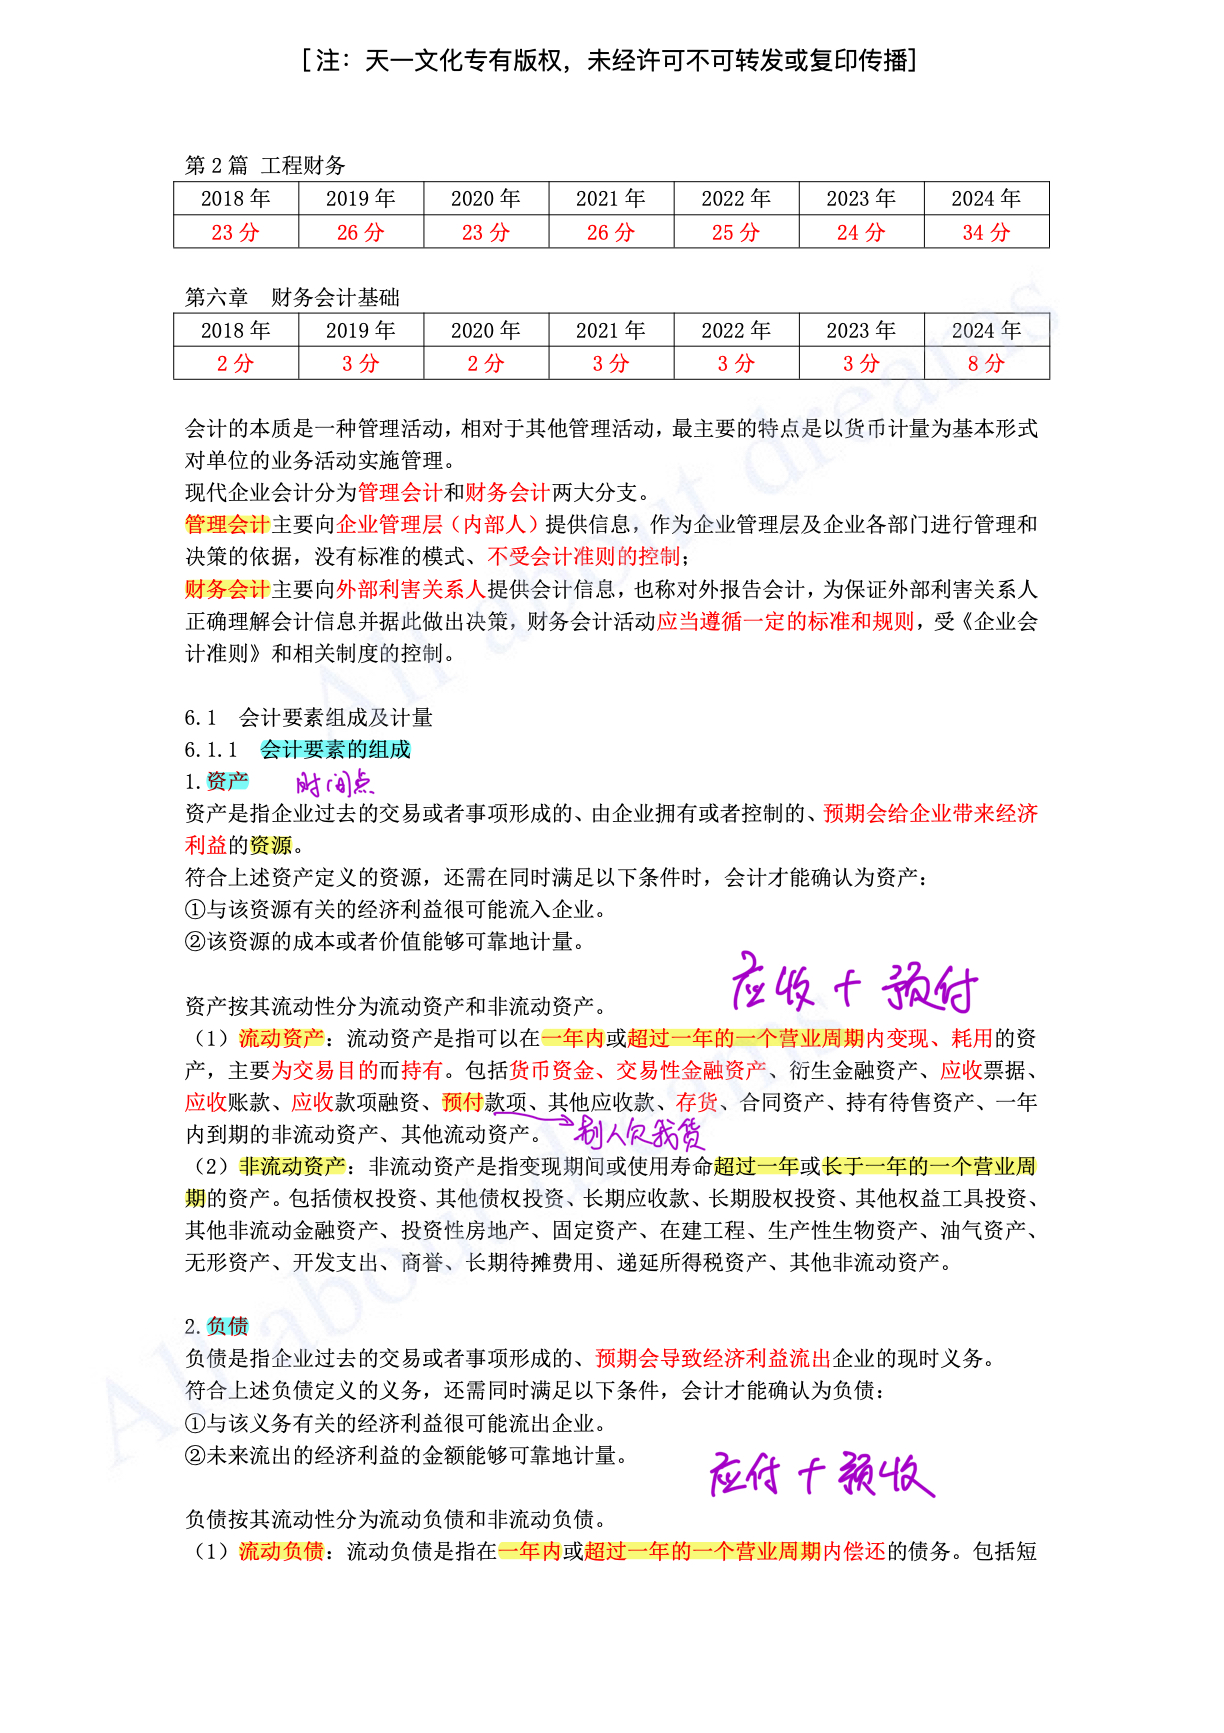 [注：天一文化专有版权，未经许可不可转发或复印传播]
第 2 篇 工程财务
2018 年 2019 年 2020 年 2021 年 2022 年 2023 年 2024 年
23 分 26 分 23 分 26 分 25 分 24 分 34 分
第六章 财务会计基础
2018 年 2019 年 2020 年 2021 年 2022 年 2023 年 2024 年
2 分 3 分 2 分 3 分 3 分 3 分 8 分
会计的本质是一种管理活动，相对于其他管理活动，最主要的特点是以货币计量为基本形式
对单位的业务活动实施管理。
现代企业会计分为管理会计和财务会计两大分支。
管理会计主要向企业管理层（内部人）提供信息，作为企业管理层及企业各部门进行管理和
决策的依据，没有标准的模式、不受会计准则的控制；
财务会计主要向外部利害关系人提供会计信息，也称对外报告会计，为保证外部利害关系人
正确理解会计信息并据此做出决策，财务会计活动应当遵循一定的标准和规则，受《企业会
计准则》和相关制度的控制。
6.1 会计要素组成及计量
6.1.1 会计要素的组成
1.资产 时间点
资产是指企业过去的交易或者事项形成的、由企业拥有或者控制的、预期会给企业带来经济
利益的资源。
符合上述资产定义的资源，还需在同时满足以下条件时，会计才能确认为资产：
①与该资源有关的经济利益很可能流入企业。
②该资源的成本或者价值能够可靠地计量。
应收＋预付
资产按其流动性分为流动资产和非流动资产。
（1）流动资产：流动资产是指可以在一年内或超过一年的一个营业周期内变现、耗用的资
产，主要为交易目的而持有。包括货币资金、交易性金融资产、衍生金融资产、应收票据、
应收账款、应收款项融资、预付款项、其他应收款、存货、合同资产、持有待售资产、一年
内到期的非流动资产、其他流动资产。 别人欠我货
（2）非流动资产：非流动资产是指变现期间或使用寿命超过一年或长于一年的一个营业周
期的资产。包括债权投资、其他债权投资、长期应收款、长期股权投资、其他权益工具投资、
其他非流动金融资产、投资性房地产、固定资产、在建工程、生产性生物资产、油气资产、
无形资产、开发支出、商誉、长期待摊费用、递延所得税资产、其他非流动资产。
2.负债
负债是指企业过去的交易或者事项形成的、预期会导致经济利益流出企业的现时义务。
符合上述负债定义的义务，还需同时满足以下条件，会计才能确认为负债：
①与该义务有关的经济利益很可能流出企业。
②未来流出的经济利益的金额能够可靠地计量。
应付＋预收
负债按其流动性分为流动负债和非流动负债。
（1）流动负债：流动负债是指在一年内或超过一年的一个营业周期内偿还的债务。包括短
All about dreams
All about dreams